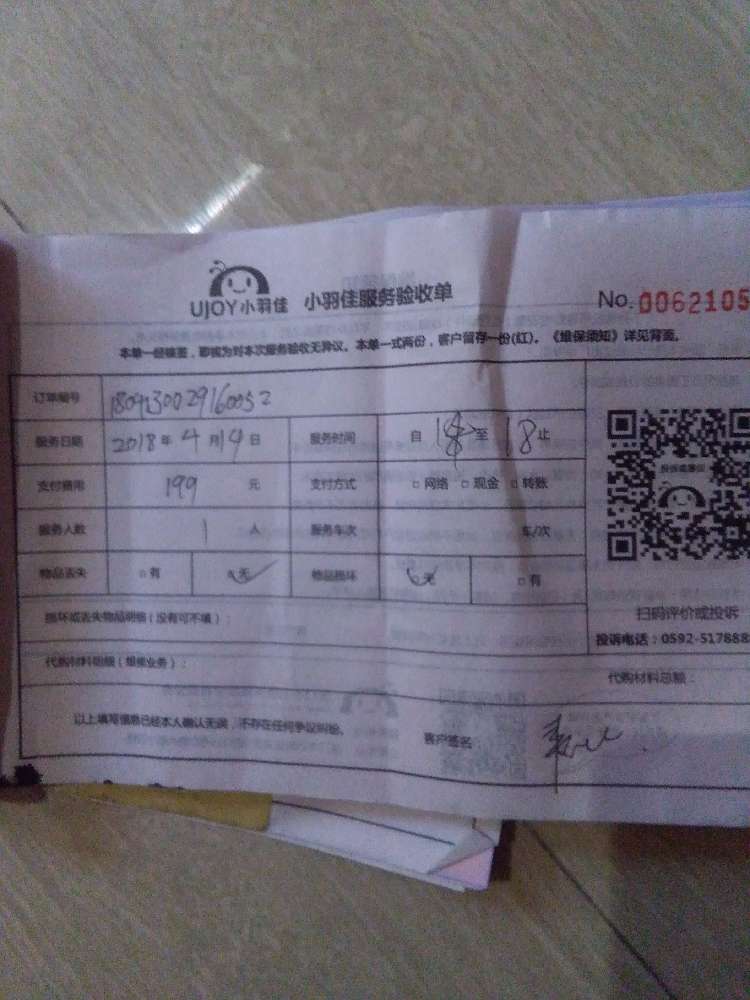 UJOY小羽佳 小羽佳服务验收单 No.0062105
本单一经签签，即视为对本次服务验收无异议。本单一式两份，客户留存一份(红)。《维保须知》详见背面。
订单编号 1804130029160052
服务日期 2018年4月14日 服务时间 自 至18止
支付费用 199 元 支付方式 □网络 □现金 □转账
服务人数 1 人 服务车次 车/次
物品丢失 □有 无 物品损坏 无 □有
投诉或建议
损坏或丢失物品明细（没有可不填）：
扫码评价或投诉
投诉电话：0592-517888
代购材料明细（维修业务）： 代购材料总额：
以上填写信息已经本人确认无误，不存在任何争议纠纷。 客户签名